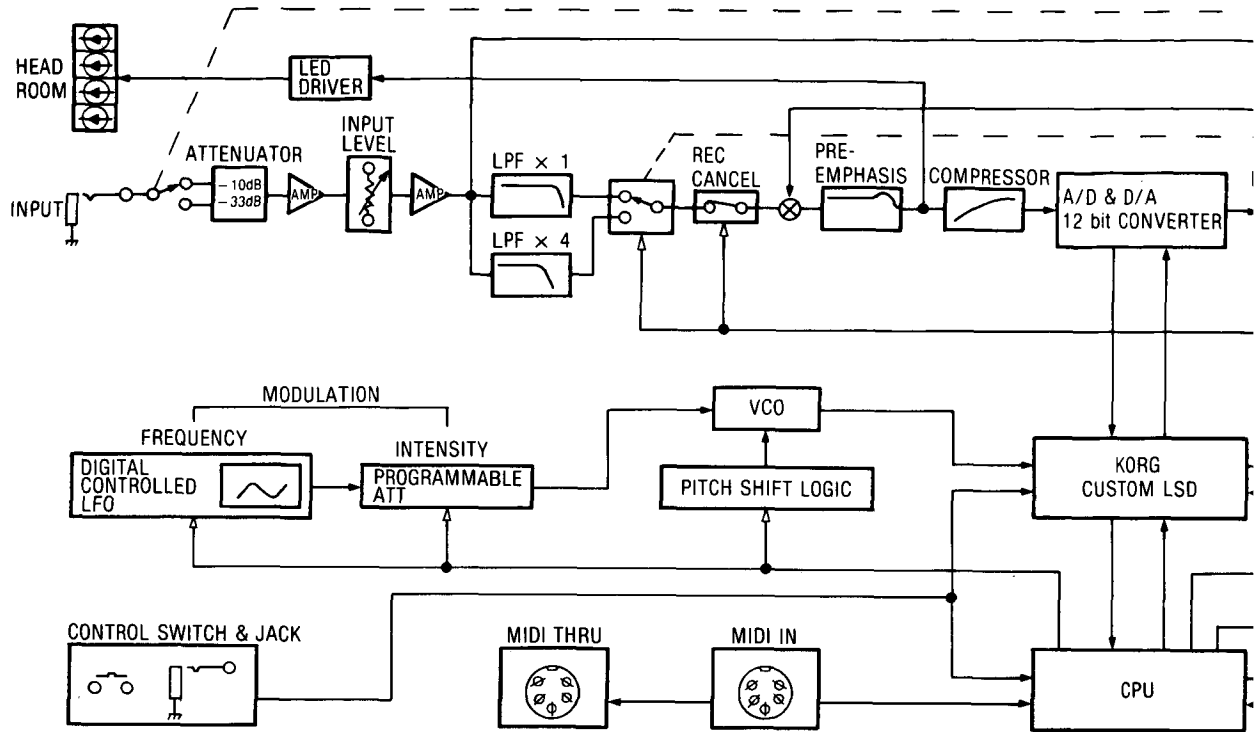 HEAD
ROOM
LED
DRIVER
INPUT
LEVEL
ATTENUATOR
- 10dB
- 33dB
AMP
AMP
INPUT
LPF × 1
LPF × 4
REC
CANCEL
PRE-
EMPHASIS
COMPRESSOR
A/D & D/A
12 bit CONVERTER
MODULATION
FREQUENCY
INTENSITY
DIGITAL
CONTROLLED
LFO
PROGRAMMABLE
ATT
VCO
PITCH SHIFT LOGIC
KORG
CUSTOM LSD
CONTROL SWITCH & JACK
MIDI THRU
MIDI IN
CPU